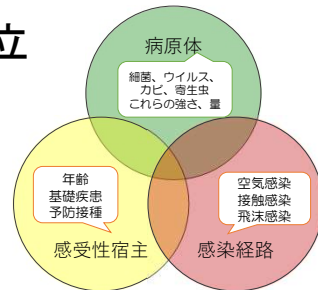 立
病原体
細菌、ウイルス、
カビ、寄生虫
これらの強さ、量
年齢
基礎疾患
予防接種
感受性宿主
空気感染
接触感染
飛沫感染
感染経路